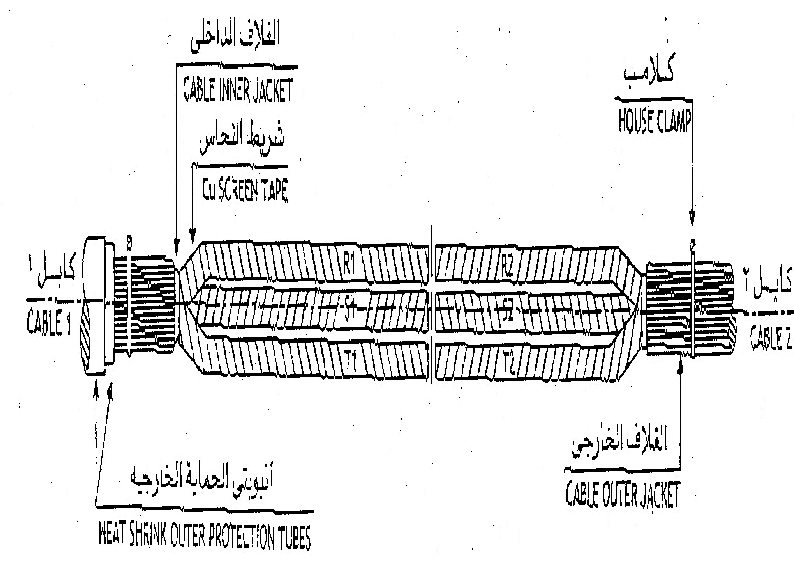 الغلاف الداخلى
CABLE INNER JACKET
شريط النحاس
Cu SCREEN TAPE
كلامب
HOUSE CLAMP
كابل ١
CABLE 1
R1
R2
S1
S2
T1
T2
كابل ٢
CABLE 2
الغلاف الخارجى
CABLE OUTER JACKET
انبوبتى الحماية الخارجيه
HEAT SHRINK OUTER PROTECTION TUBES